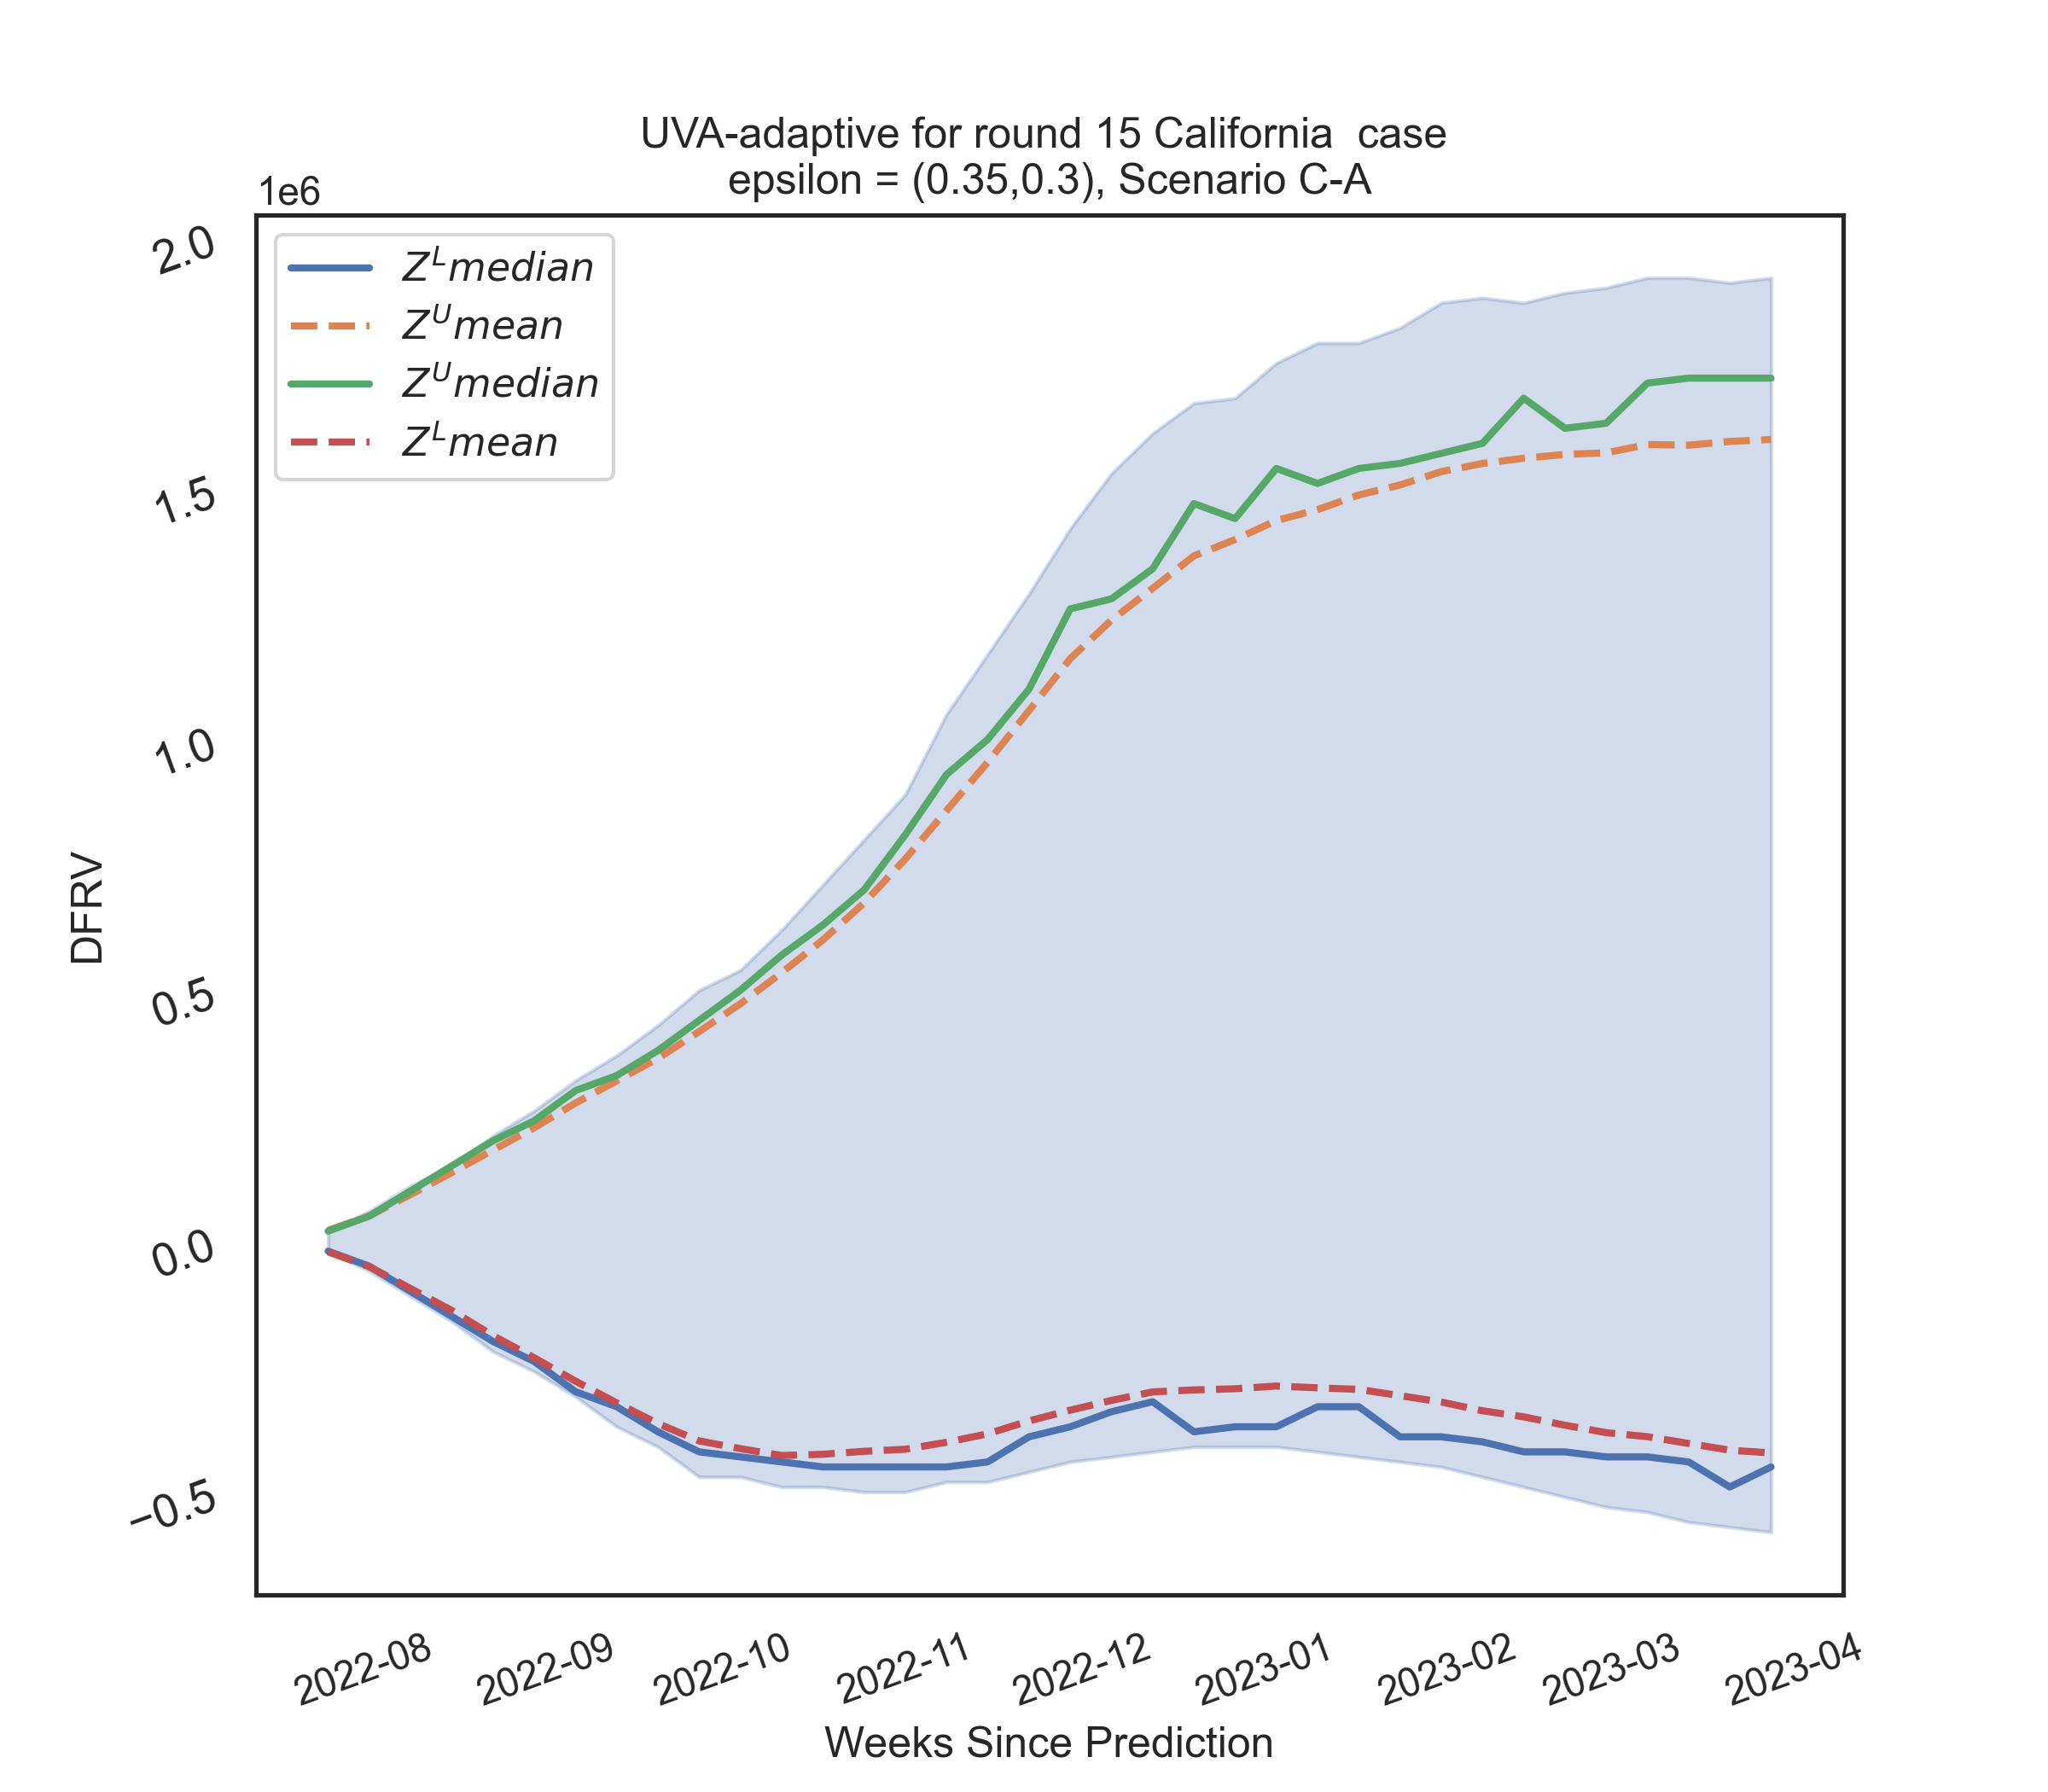 UVA-adaptive for round 15 California  case
epsilon = (0.35,0.3), Scenario C-A
1e6
2.0
1.5
1.0
0.5
0.0
−0.5
DFRV
Z^L median
Z^U mean
Z^U median
Z^L mean
2022-08
2022-09
2022-10
2022-11
2022-12
2023-01
2023-02
2023-03
2023-04
Weeks Since Prediction